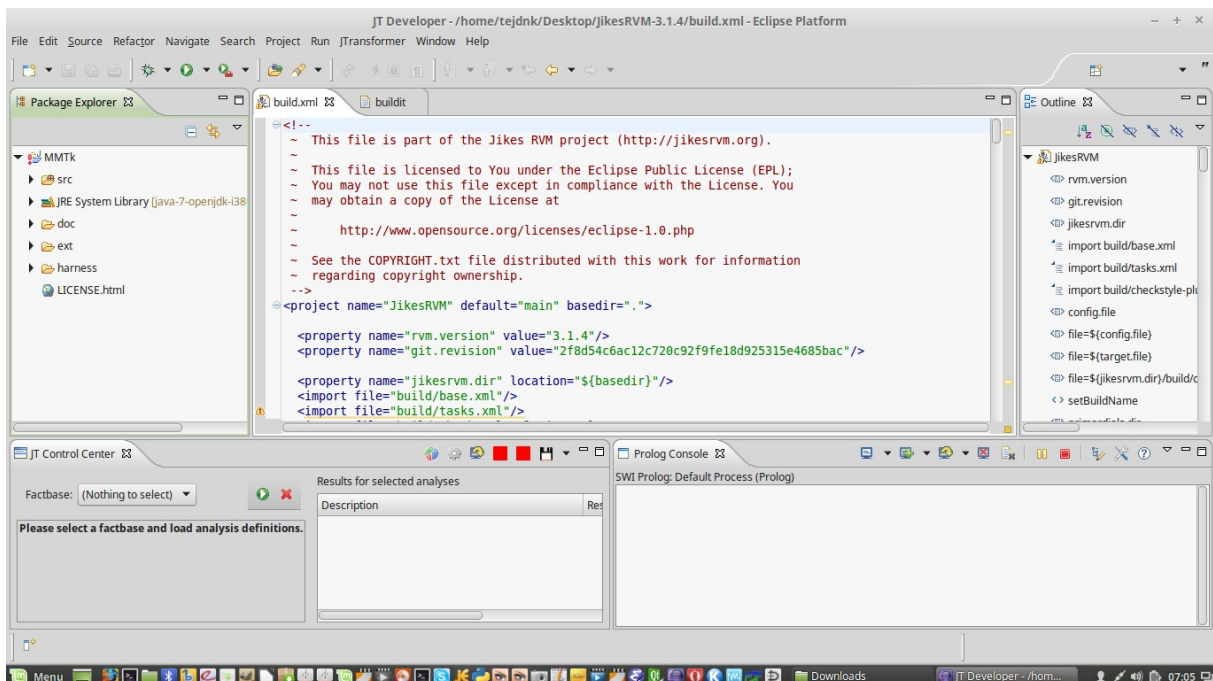 JT Developer - /home/tejdnk/Desktop/JikesRVM-3.1.4/build.xml - Eclipse Platform
File Edit Source Refactor Navigate Search Project Run JTransformer Window Help
Package Explorer
MMTk
src
JRE System Library [java-7-openjdk-i38
doc
ext
harness
LICENSE.html
build.xml buildit
<!--
~ This file is part of the Jikes RVM project (http://jikesrvm.org).
~
~ This file is licensed to You under the Eclipse Public License (EPL);
~ You may not use this file except in compliance with the License. You
~ may obtain a copy of the License at
~
~ http://www.opensource.org/licenses/eclipse-1.0.php
~
~ See the COPYRIGHT.txt file distributed with this work for information
~ regarding copyright ownership.
-->
<project name="JikesRVM" default="main" basedir=".">
<property name="rvm.version" value="3.1.4"/>
<property name="git.revision" value="2f8d54c6ac12c720c92f9fe18d925315e4685bac"/>
<property name="jikesrvm.dir" location="${basedir}"/>
<import file="build/base.xml"/>
<import file="build/tasks.xml"/>
Outline
JikesRVM
rvm.version
git.revision
jikesrvm.dir
import build/base.xml
import build/tasks.xml
import build/checkstyle-plu
config.file
file=${config.file}
file=${target.file}
file=${jikesrvm.dir}/build/c
setBuildName
JT Control Center
Factbase: (Nothing to select)
Please select a factbase and load analysis definitions.
Results for selected analyses
Description Res
Prolog Console
SWI Prolog: Default Process (Prolog)
Menu Downloads JT Developer - /hom... 07:05